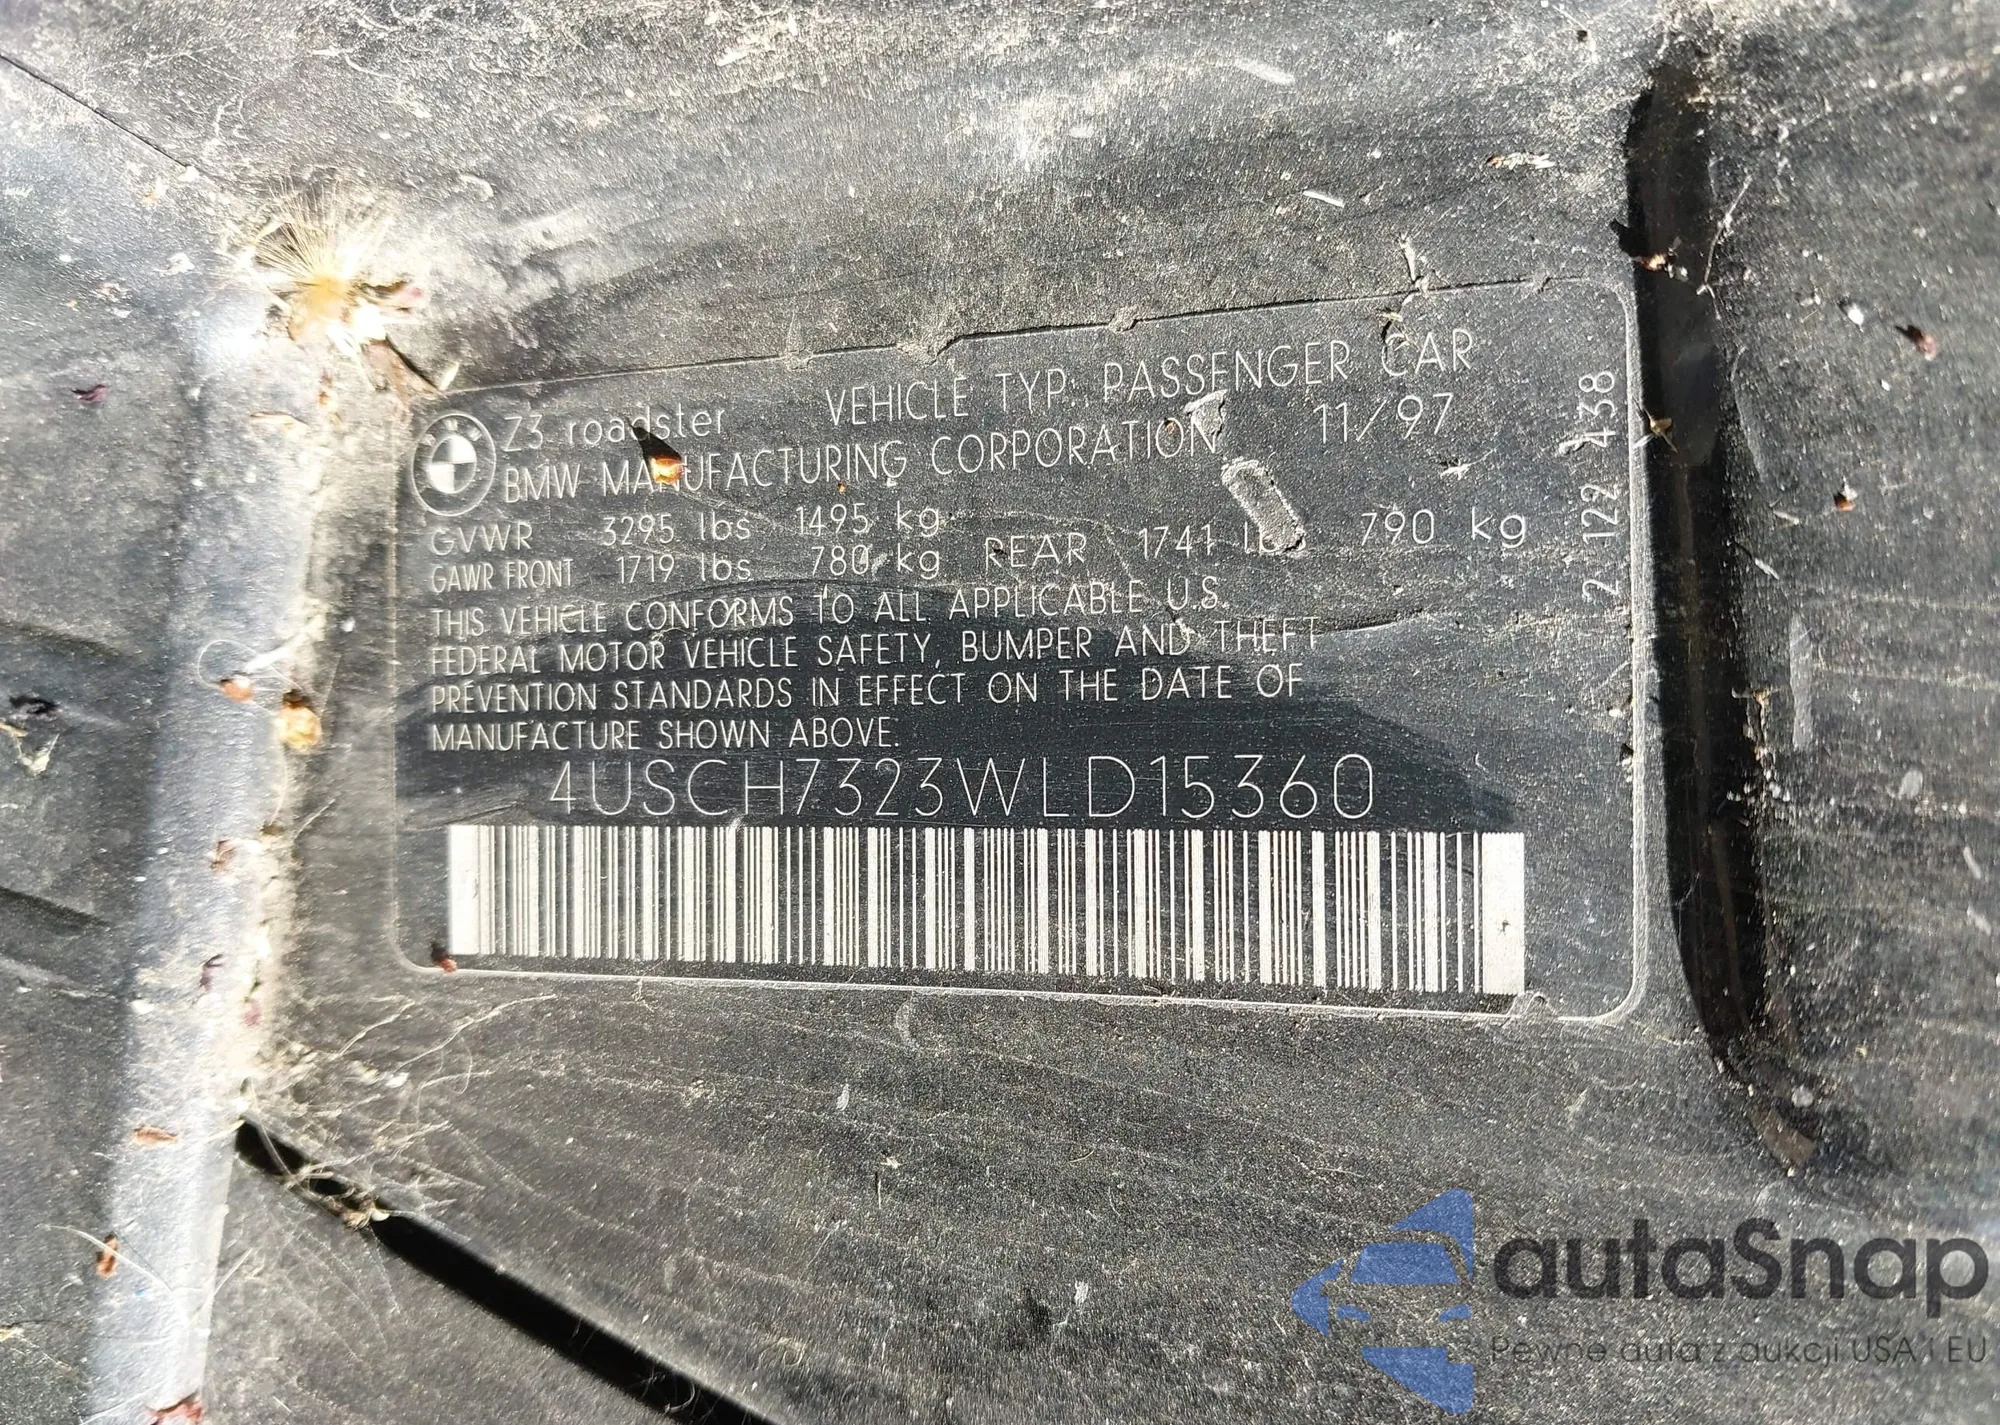 Z3 roadster VEHICLE TYP: PASSENGER CAR
BMW MANUFACTURING CORPORATION 11/97
GVWR 3295 lbs 1495 kg
GAWR FRONT 1719 lbs 780 kg REAR 1741 lbs 790 kg
THIS VEHICLE CONFORMS TO ALL APPLICABLE U.S.
FEDERAL MOTOR VEHICLE SAFETY, BUMPER AND THEFT
PREVENTION STANDARDS IN EFFECT ON THE DATE OF
MANUFACTURE SHOWN ABOVE.
4USCH7323WLD15360
2 122 438
autaSnap
Pewne auta z aukcji USA i EU